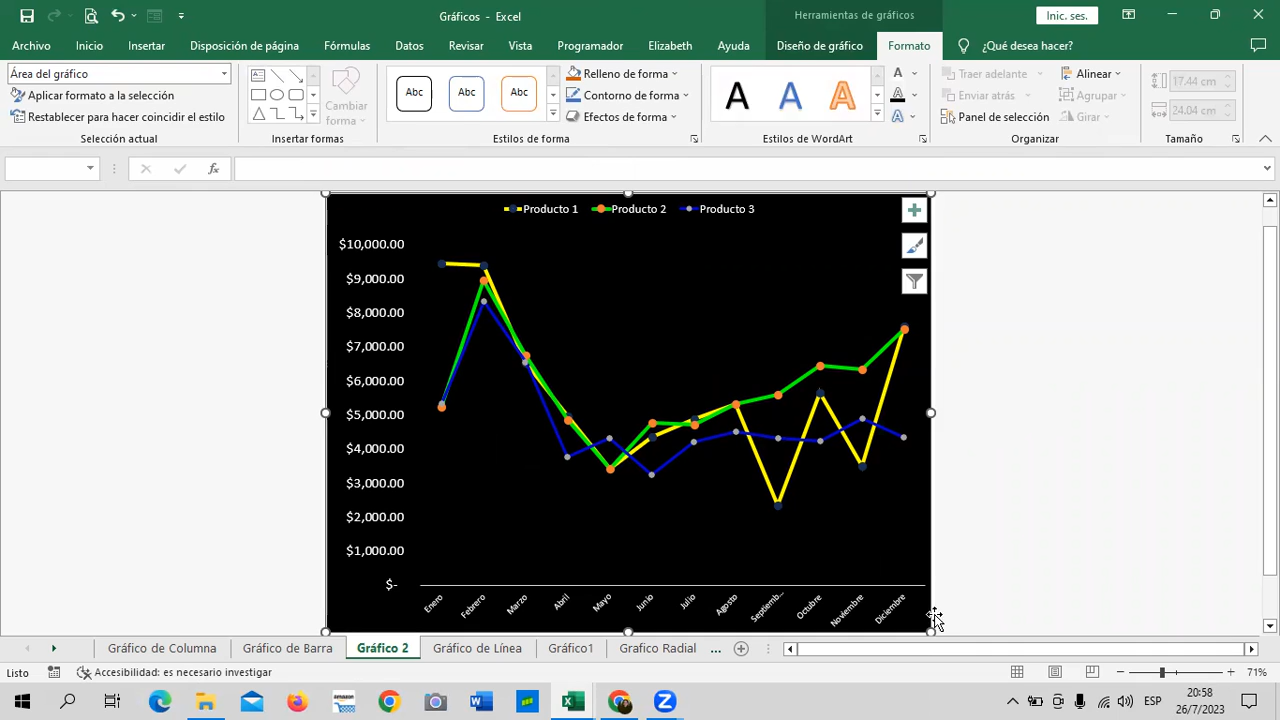 Gráficos - Excel
Herramientas de gráficos
Inic. ses.
Archivo
Inicio
Insertar
Disposición de página
Fórmulas
Datos
Revisar
Vista
Programador
Elizabeth
Ayuda
Diseño de gráfico
Formato
¿Qué desea hacer?
Área del gráfico
Aplicar formato a la selección
Restablecer para hacer coincidir el estilo
Selección actual
Cambiar
forma
Insertar formas
Abc
Abc
Abc
Relleno de forma
Contorno de forma
Efectos de forma
Estilos de forma
A
A
A
Estilos de WordArt
Traer adelante
Enviar atrás
Panel de selección
Alinear
Agrupar
Girar
Organizar
17.44 cm
24.04 cm
Tamaño
fx
Producto 1
Producto 2
Producto 3
$10,000.00
$9,000.00
$8,000.00
$7,000.00
$6,000.00
$5,000.00
$4,000.00
$3,000.00
$2,000.00
$1,000.00
$-
Enero
Febrero
Marzo
Abril
Mayo
Junio
Julio
Agosto
Septiemb...
Octubre
Noviembre
Diciembre
Gráfico de Columna
Gráfico de Barra
Gráfico 2
Gráfico de Línea
Gráfico1
Grafico Radial
...
Listo
Accesibilidad: es necesario investigar
71%
amazon
ESP
20:58
26/7/2023